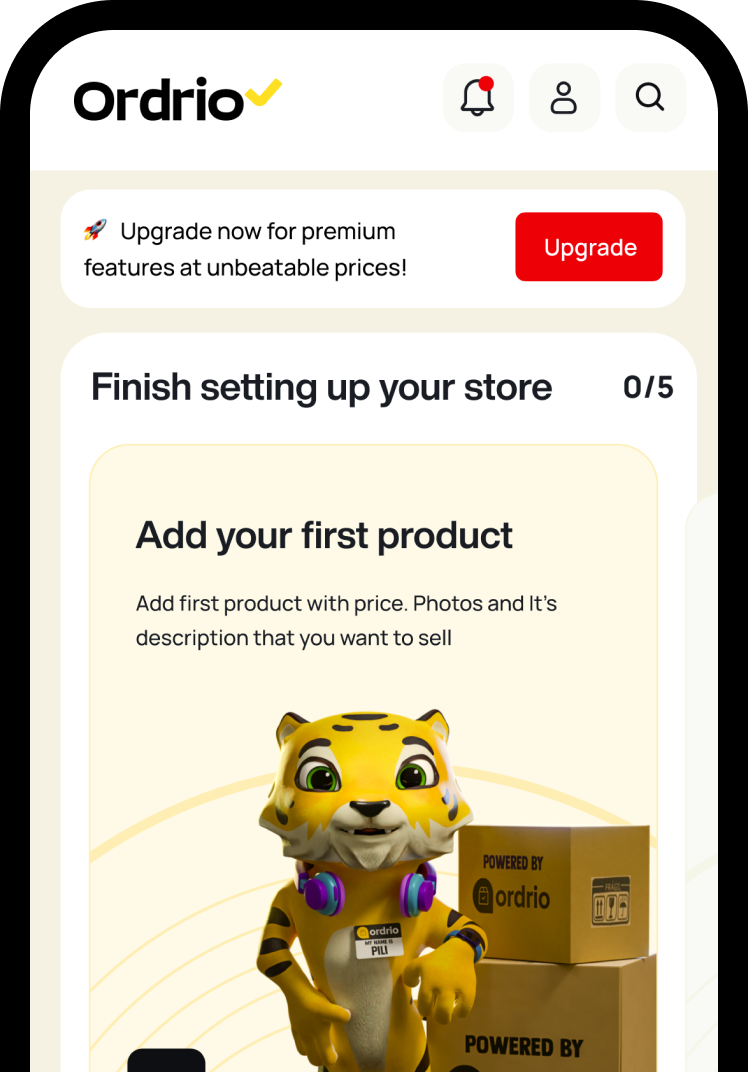 Ordrio
🚀 Upgrade now for premium
features at unbeatable prices!
Upgrade
Finish setting up your store
0/5
Add your first product
Add first product with price. Photos and It's
description that you want to sell
POWERED BY
ordrio
FRÁGIL
ordrio
MY NAME IS
PILI
POWERED BY